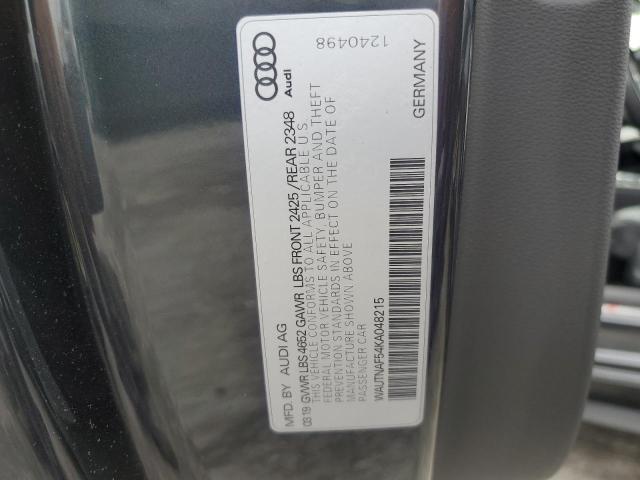 1240498
Audi
GERMANY
MFD. BY AUDI AG
03 19 GVWR LBS 4652 GAWR LBS FRONT 2425 / REAR 2348
THIS VEHICLE CONFORMS TO ALL APPLICABLE U S
FEDERAL MOTOR VEHICLE SAFETY, BUMPER AND THEFT
PREVENTION STANDARDS IN EFFECT ON THE DATE OF
MANUFACTURE SHOWN ABOVE
PASSENGER CAR
WAUTNAF54KA048215